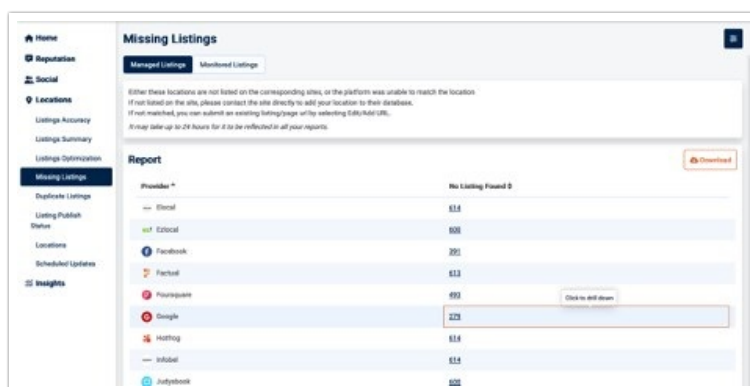 Home
Reputation
Social
Locations
Listings Accuracy
Listings Summary
Listings Optimization
Missing Listings
Duplicate Listings
Listing Publish
Status
Locations
Scheduled Updates
Insights
Missing Listings
Managed Listings Monitored Listings
Either these locations are not listed on the corresponding sites, or the platform was unable to match the location
If not listed on the site, please contact the site directly to add your location to their database.
If not matched, you can submit an existing listing/page url by selecting Edit/Add URL.
It may take up to 24 hours for it to be reflected in all your reports.
Report
Download
Provider No Listing Found
Elocal 614
Ezlocal 600
Facebook 391
Factual 613
Foursquare 493
Click to drill down
Google 279
Hotfrog 614
Infobel 614
Judysbook 600